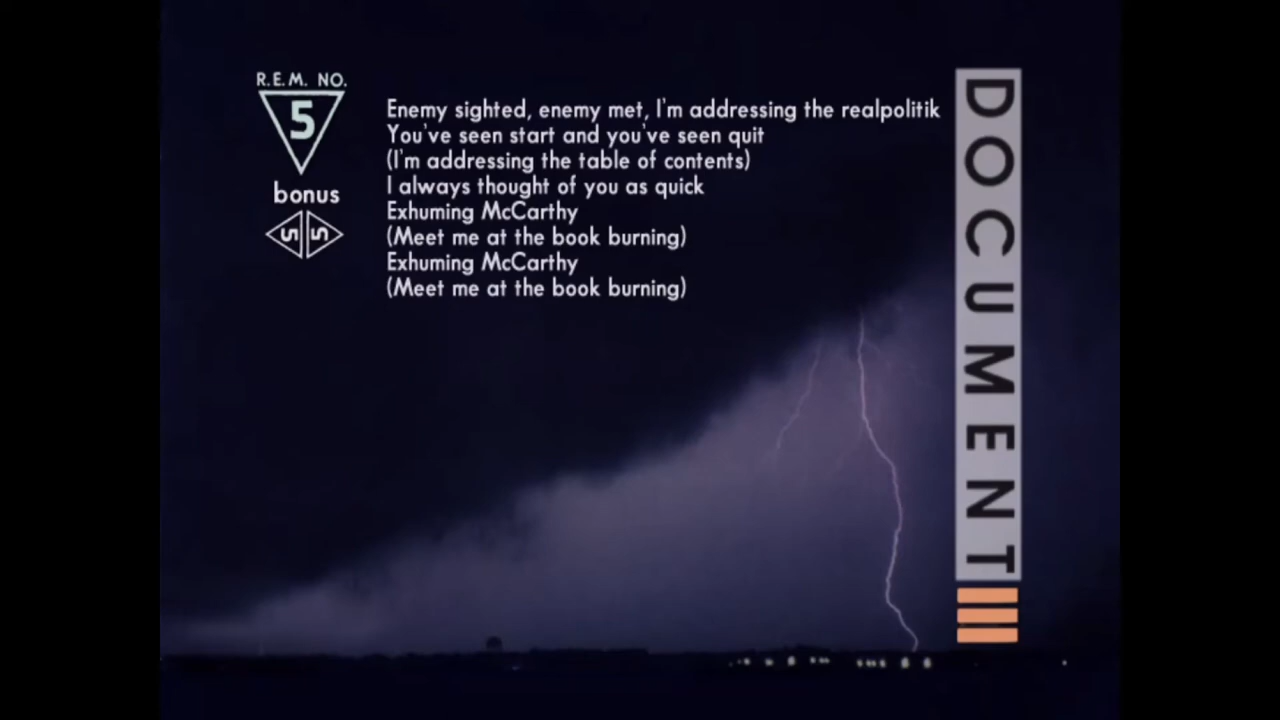 R.E.M. NO.
5
bonus
5 5
Enemy sighted, enemy met, I'm addressing the realpolitik
You've seen start and you've seen quit
(I'm addressing the table of contents)
I always thought of you as quick
Exhuming McCarthy
(Meet me at the book burning)
Exhuming McCarthy
(Meet me at the book burning)
DOCUMENT